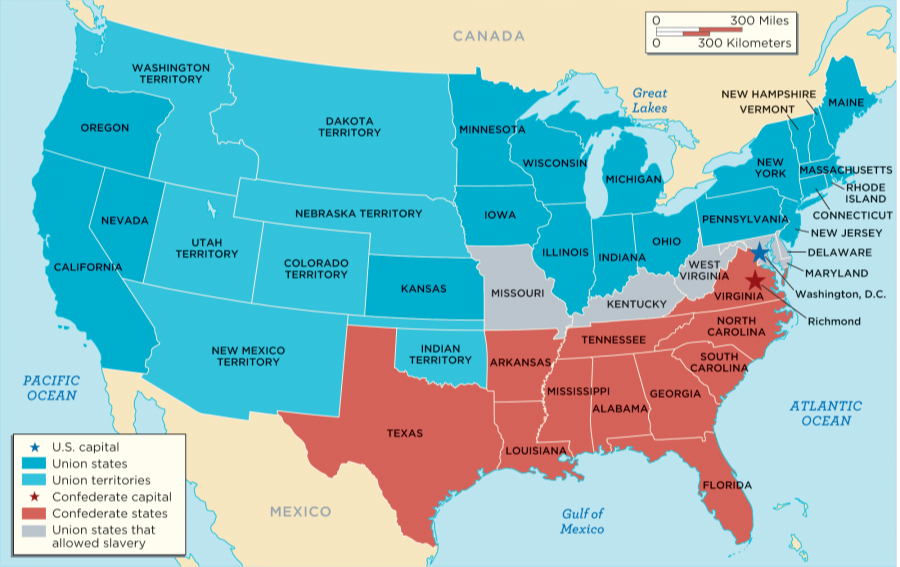 CANADA
0 300 Miles
0 300 Kilometers
WASHINGTON
TERRITORY
OREGON
DAKOTA
TERRITORY
MINNESOTA
Great
Lakes
NEW HAMPSHIRE
VERMONT
MAINE
WISCONSIN
MICHIGAN
NEW
YORK
MASSACHUSETTS
RHODE
ISLAND
CONNECTICUT
NEW JERSEY
NEVADA
NEBRASKA TERRITORY
IOWA
PENNSYLVANIA
UTAH
TERRITORY
COLORADO
TERRITORY
ILLINOIS
INDIANA
OHIO
DELAWARE
MARYLAND
CALIFORNIA
KANSAS
MISSOURI
KENTUCKY
WEST
VIRGINIA
VIRGINIA
Washington, D.C.
Richmond
NEW MEXICO
TERRITORY
INDIAN
TERRITORY
ARKANSAS
TENNESSEE
NORTH
CAROLINA
SOUTH
CAROLINA
PACIFIC
OCEAN
TEXAS
LOUISIANA
MISSISSIPPI
ALABAMA
GEORGIA
ATLANTIC
OCEAN
FLORIDA
MEXICO
Gulf of
Mexico
U.S. capital
Union states
Union territories
Confederate capital
Confederate states
Union states that
allowed slavery